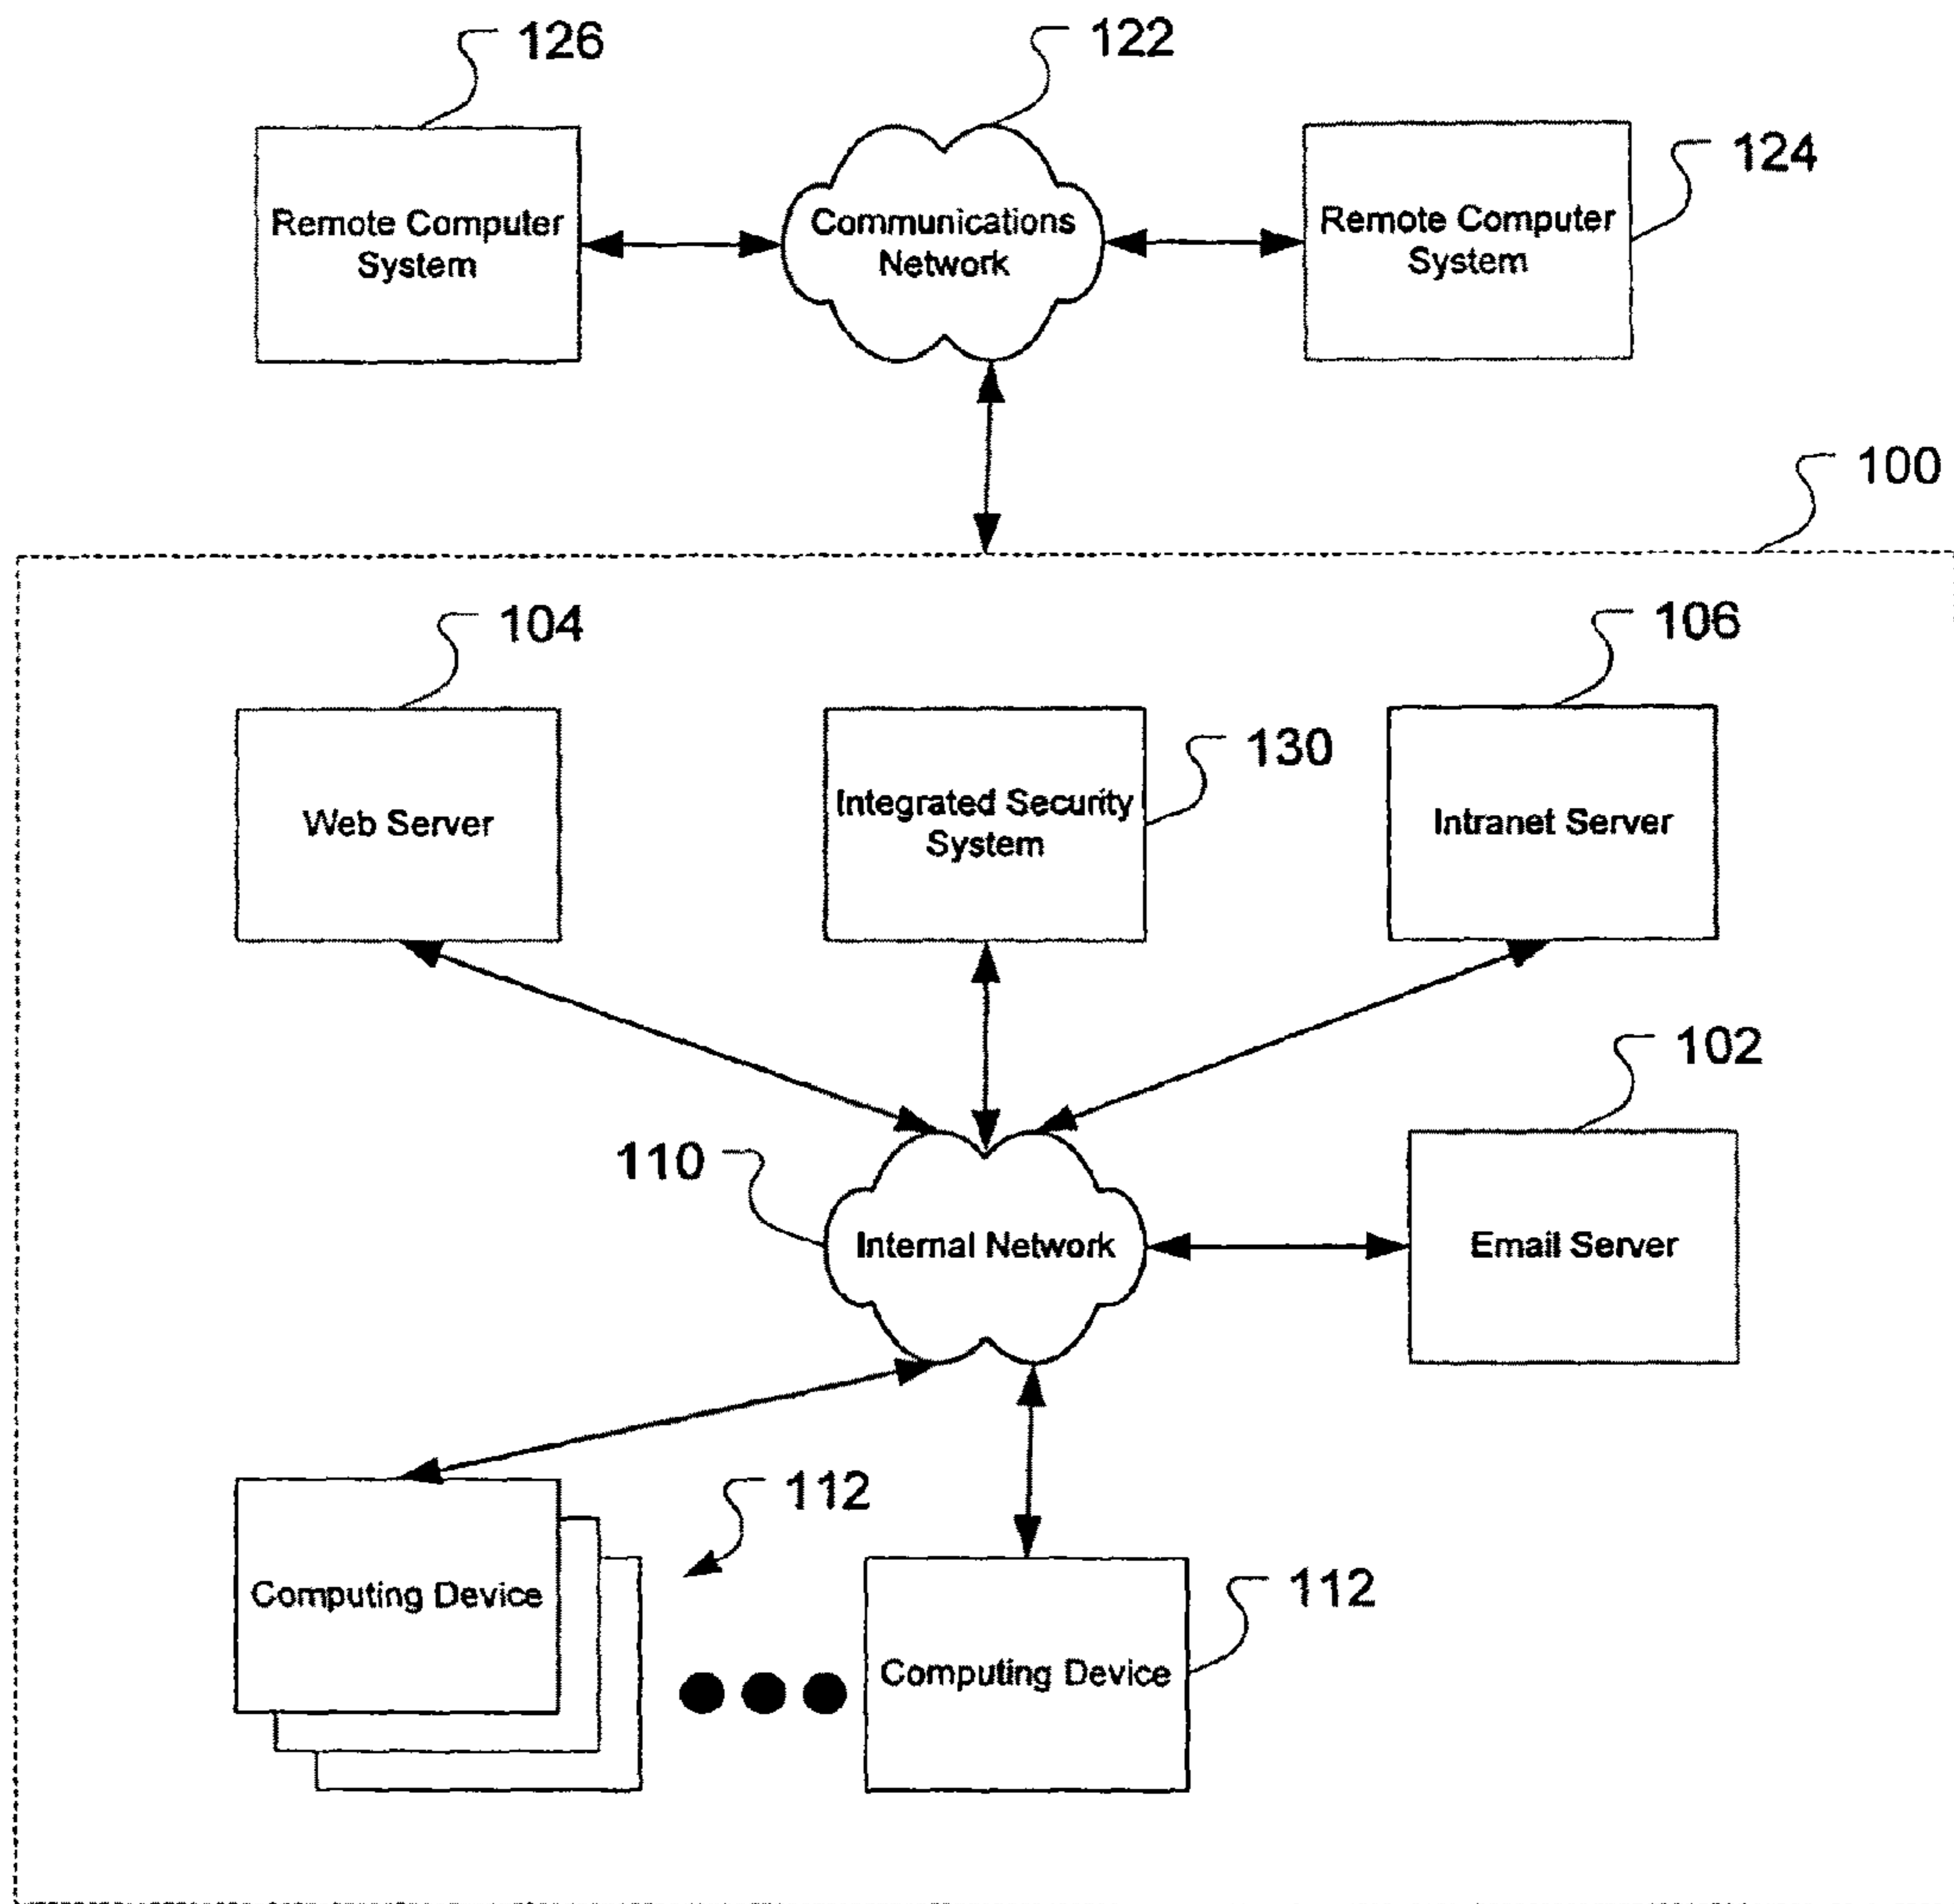 126
122
124
Remote Computer
System
Communications
Network
Remote Computer
System
100
104
106
130
Web Server
Integrated Security
System
Intranet Server
102
110
Internal Network
Email Server
112
112
Computing Device
Computing Device